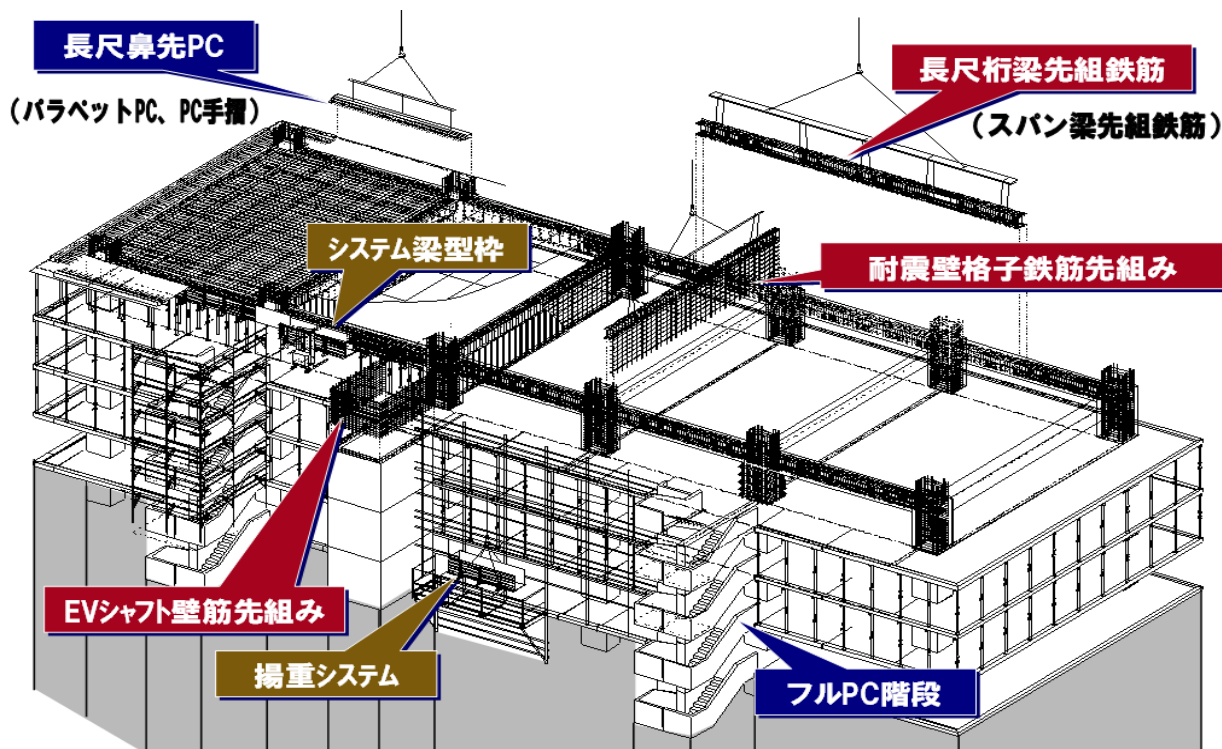 長尺鼻先PC
（パラペットPC、PC手摺）
長尺桁梁先組鉄筋
（スパン梁先組鉄筋）
システム梁型枠
耐震壁格子鉄筋先組み
EVシャフト壁筋先組み
揚重システム
フルPC階段